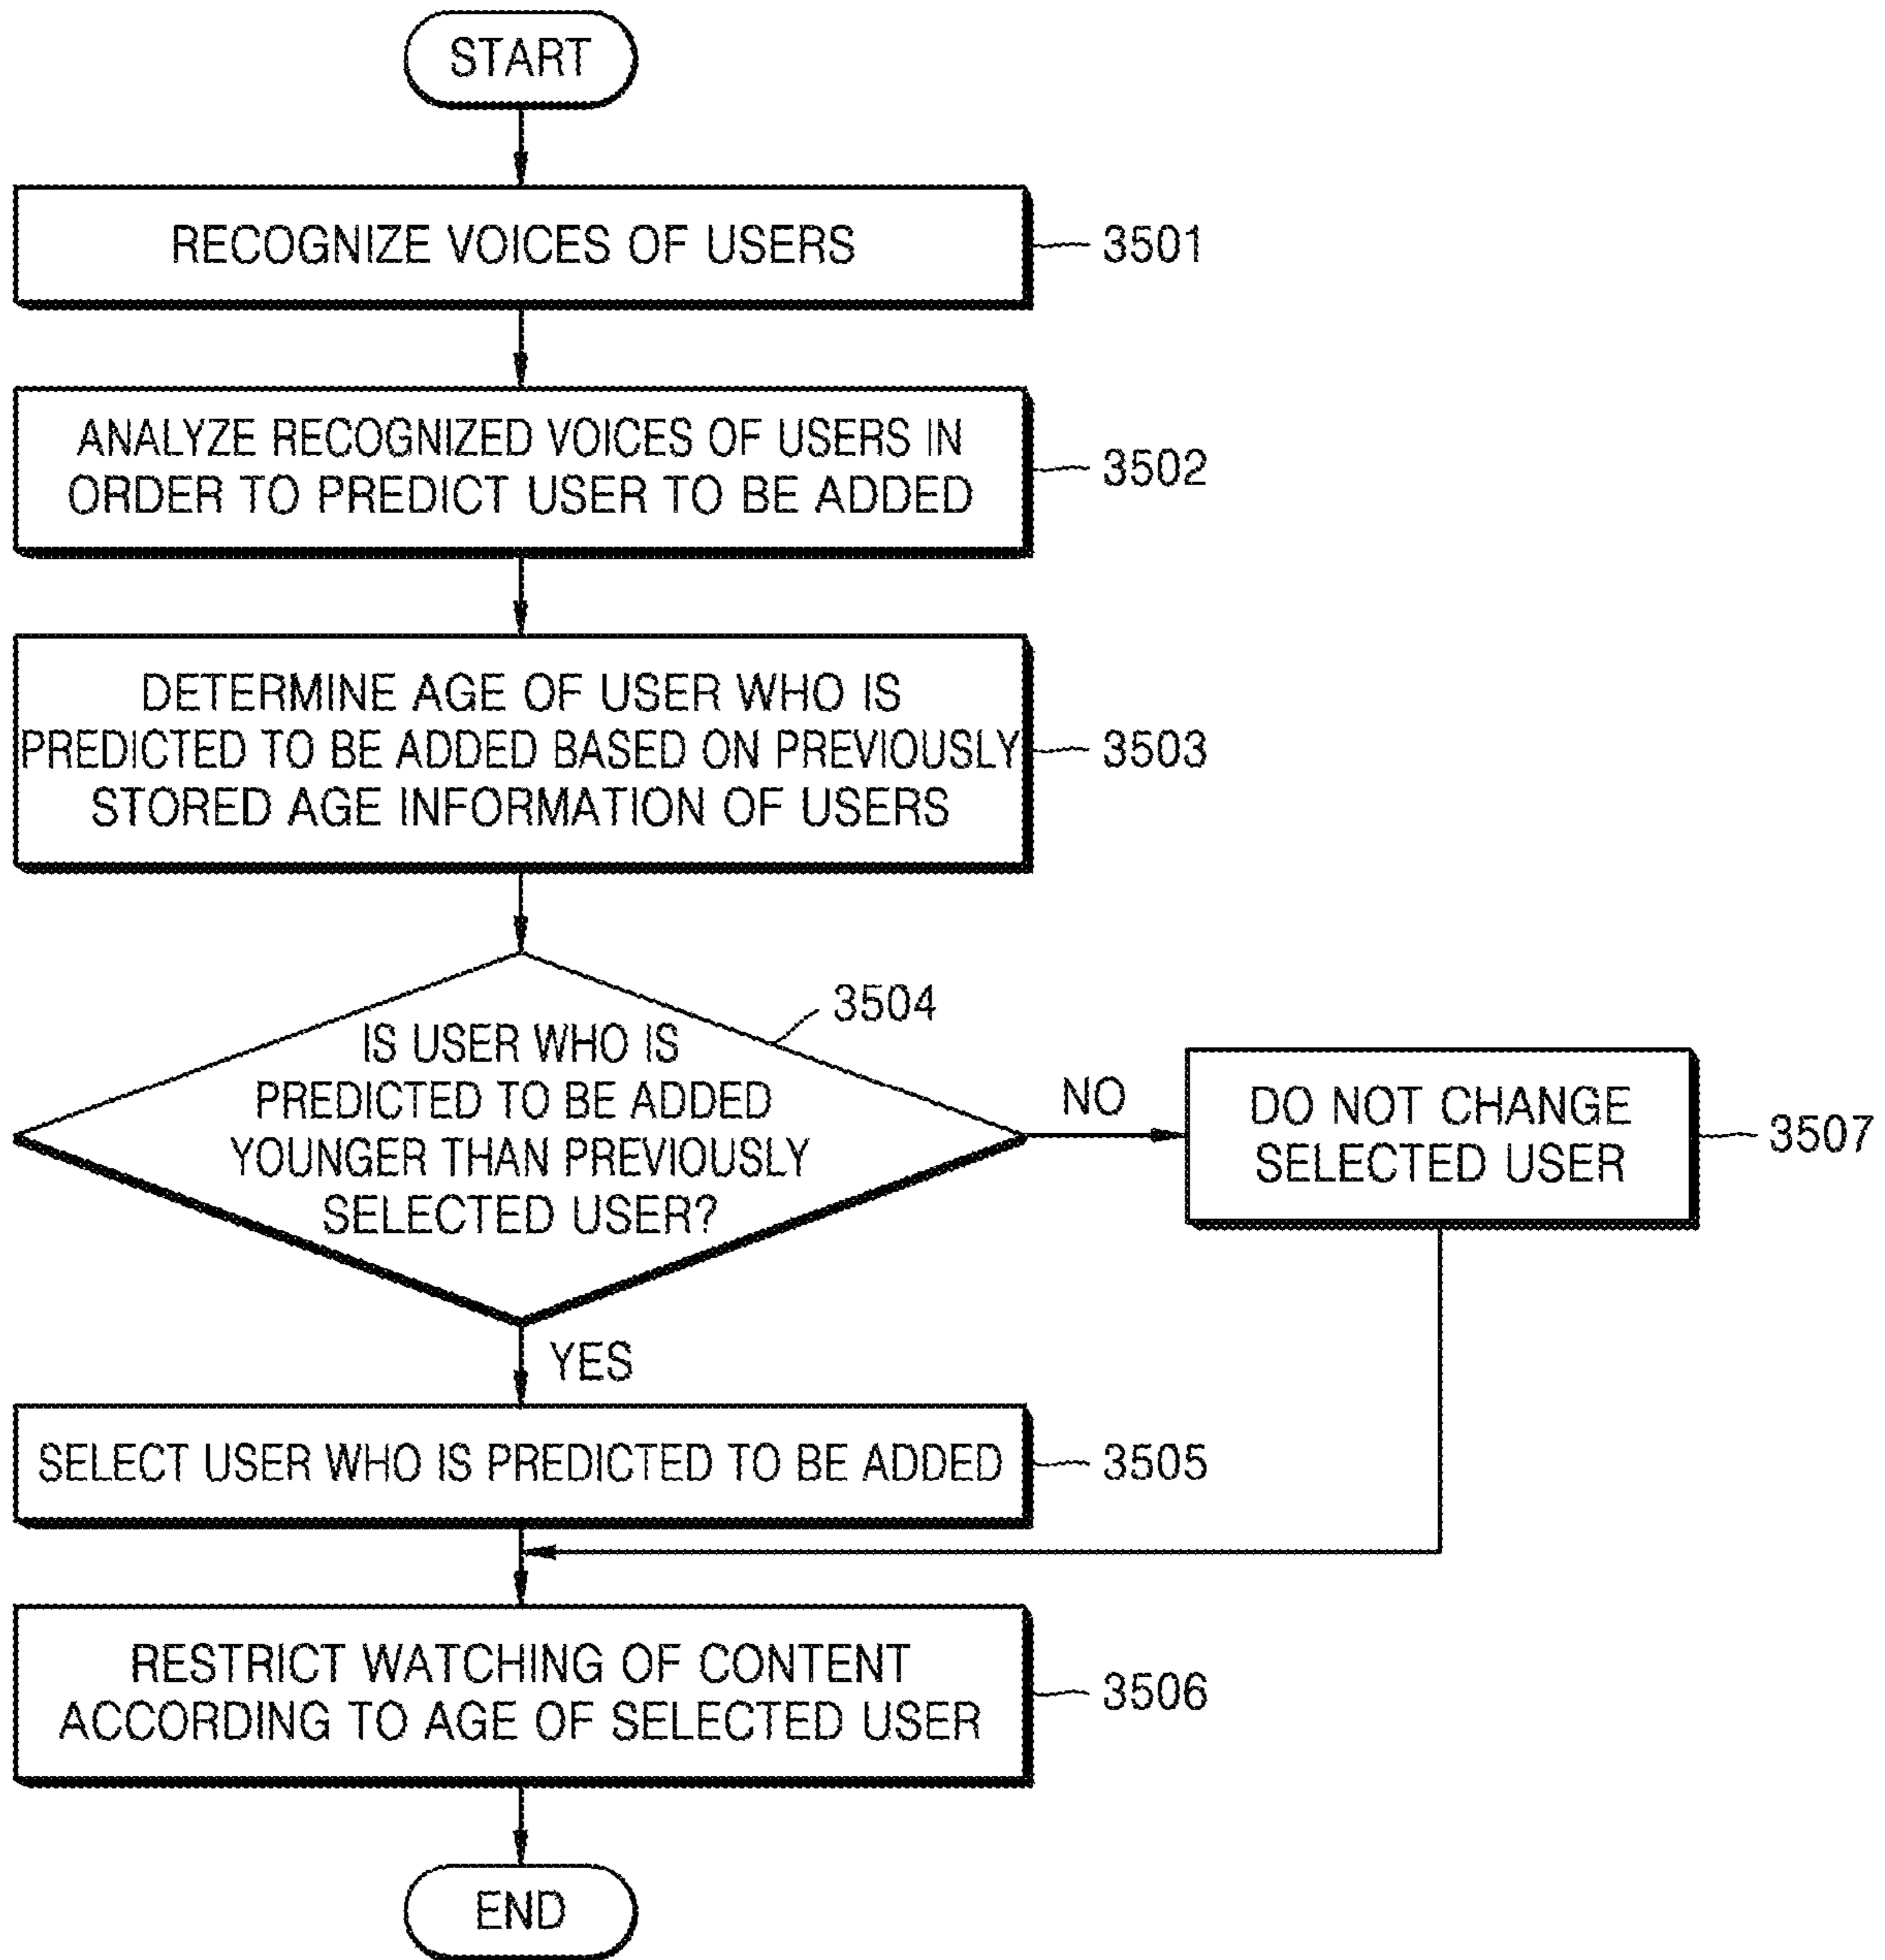 START
RECOGNIZE VOICES OF USERS
3501
ANALYZE RECOGNIZED VOICES OF USERS IN
ORDER TO PREDICT USER TO BE ADDED
3502
DETERMINE AGE OF USER WHO IS
PREDICTED TO BE ADDED BASED ON PREVIOUSLY
STORED AGE INFORMATION OF USERS
3503
IS USER WHO IS
PREDICTED TO BE ADDED
YOUNGER THAN PREVIOUSLY
SELECTED USER?
3504
NO
DO NOT CHANGE
SELECTED USER
3507
YES
SELECT USER WHO IS PREDICTED TO BE ADDED
3505
RESTRICT WATCHING OF CONTENT
ACCORDING TO AGE OF SELECTED USER
3506
END